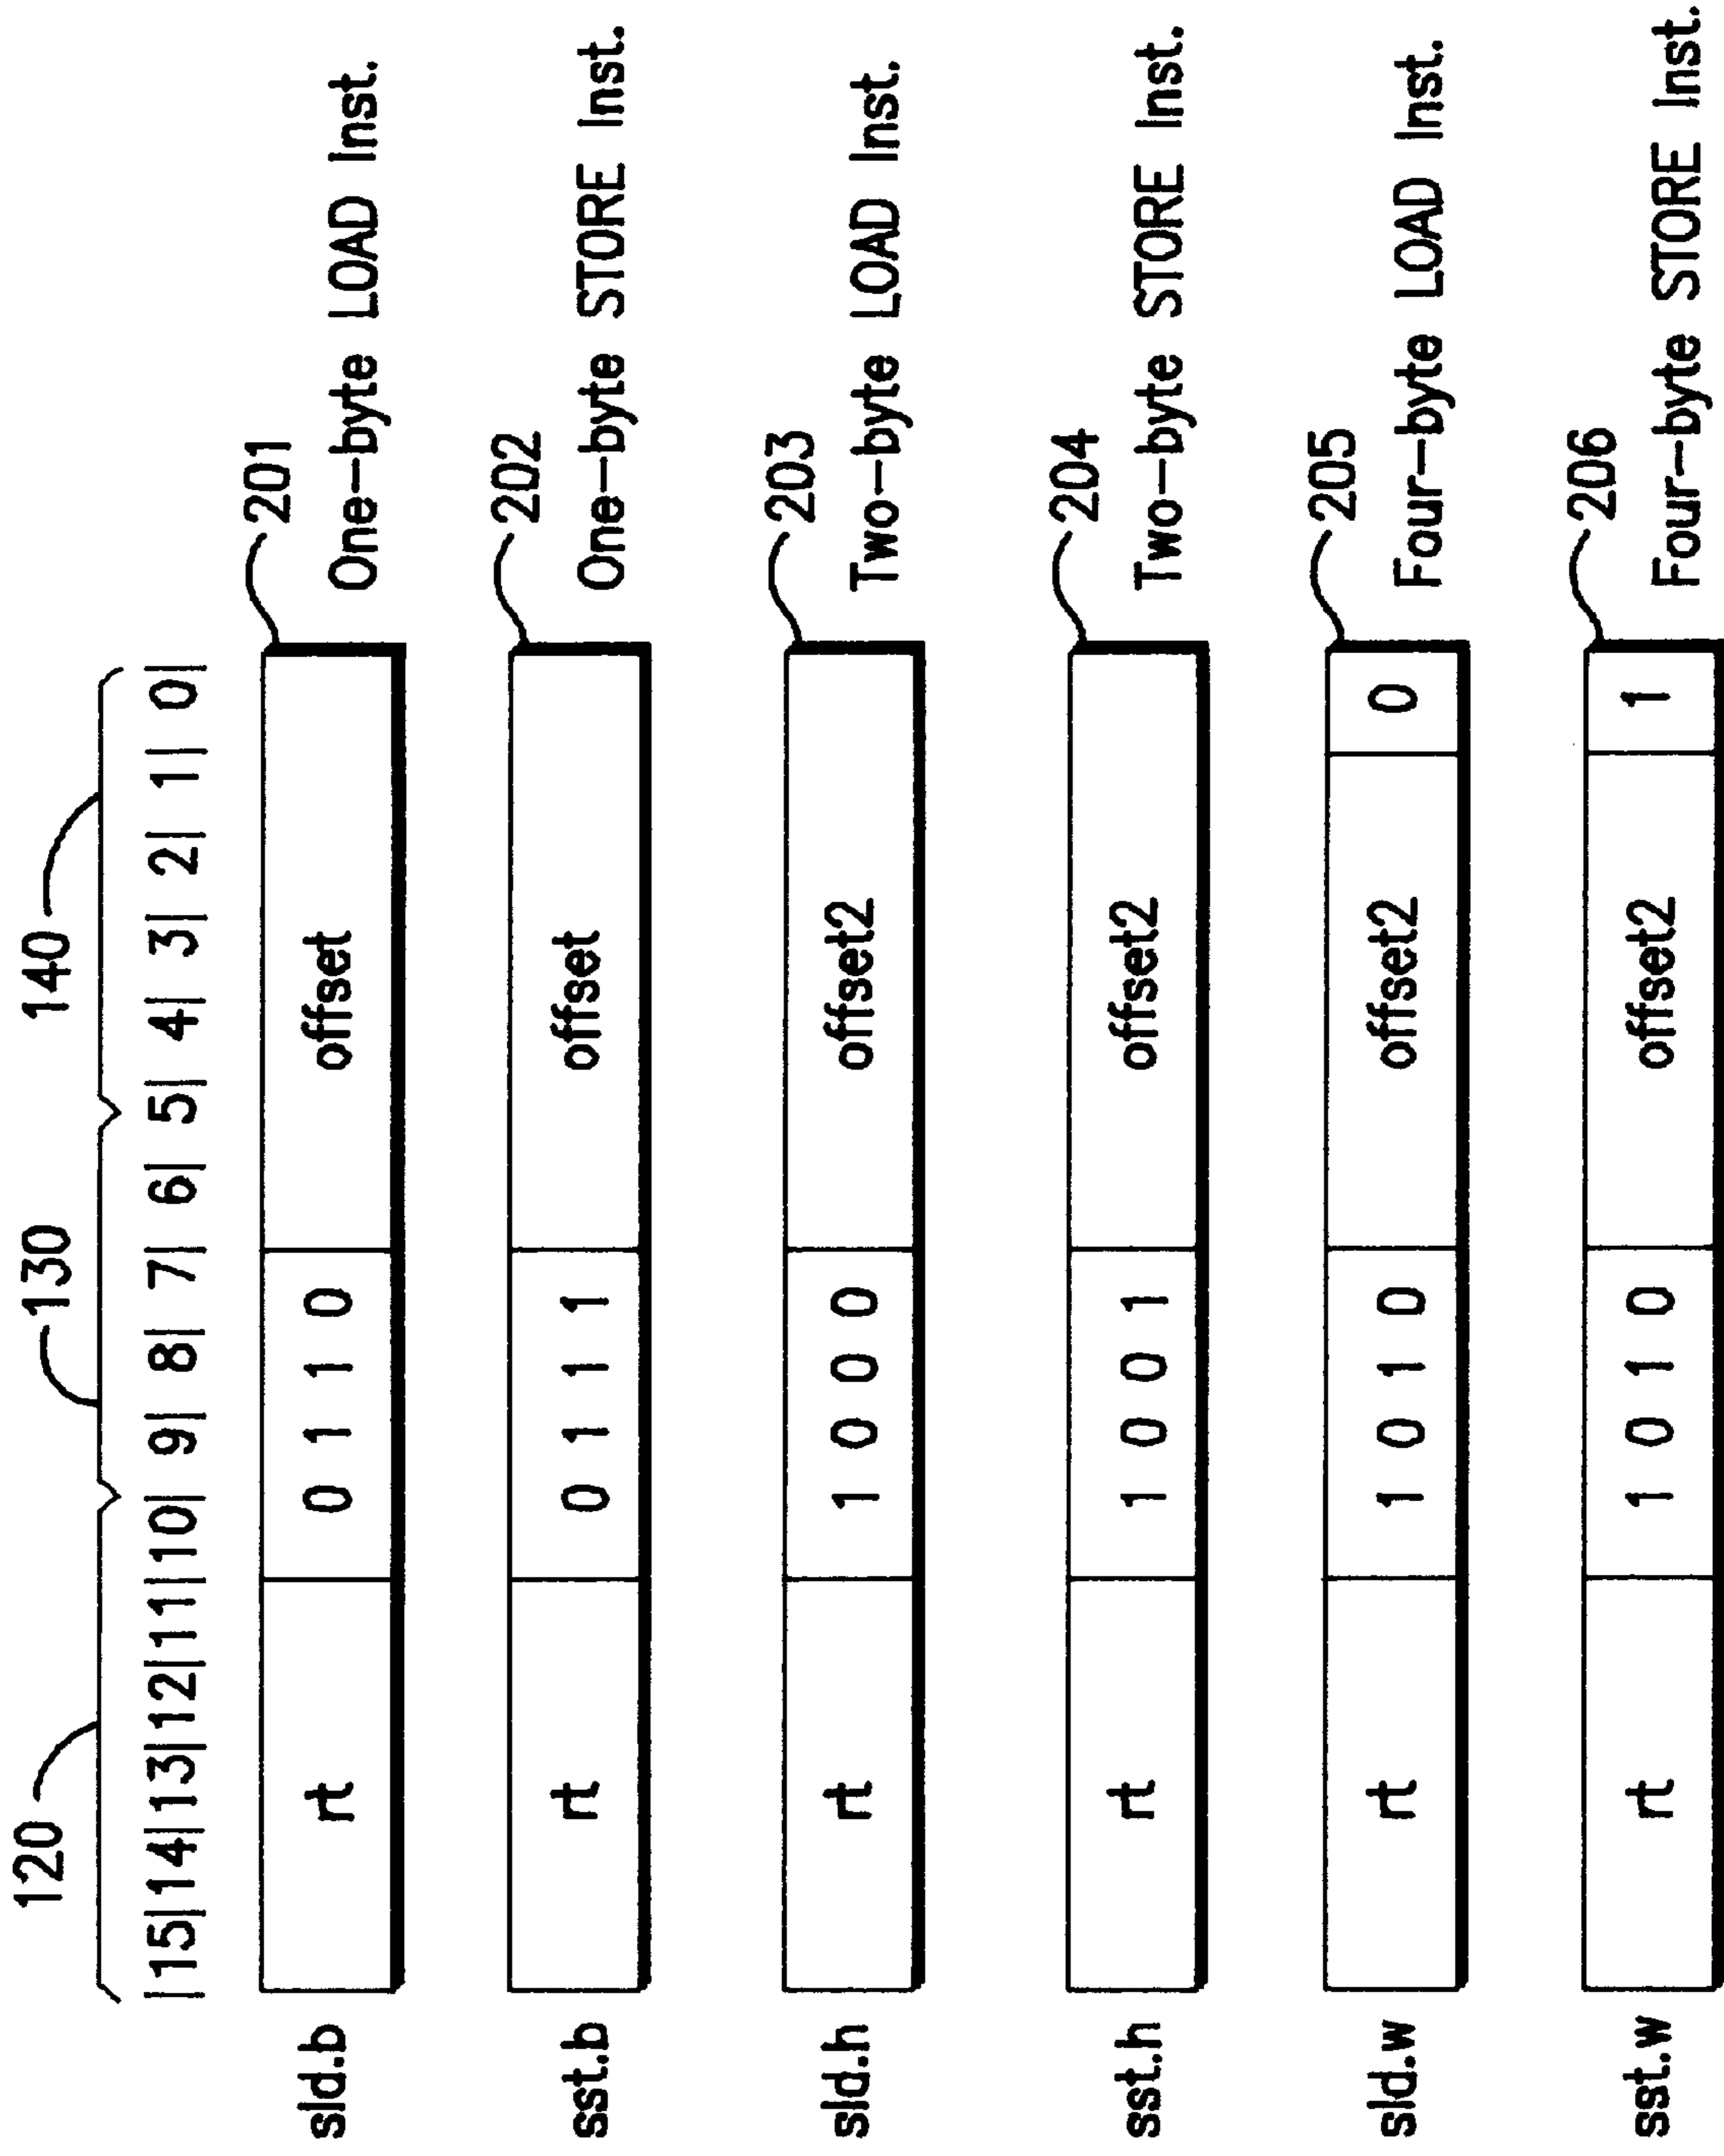 120 130 140
|15|14|13|12|11|10| 9| 8| 7| 6| 5| 4| 3| 2| 1| 0|
201
sld.b rt 0 1 1 0 offset One-byte LOAD Inst.
202
sst.b rt 0 1 1 1 offset One-byte STORE Inst.
203
sld.h rt 1 0 0 0 offset2 Two-byte LOAD Inst.
204
sst.h rt 1 0 0 1 offset2 Two-byte STORE Inst.
205
sld.w rt 1 0 1 0 offset2 0 Four-byte LOAD Inst.
206
sst.w rt 1 0 1 0 offset2 1 Four-byte STORE Inst.